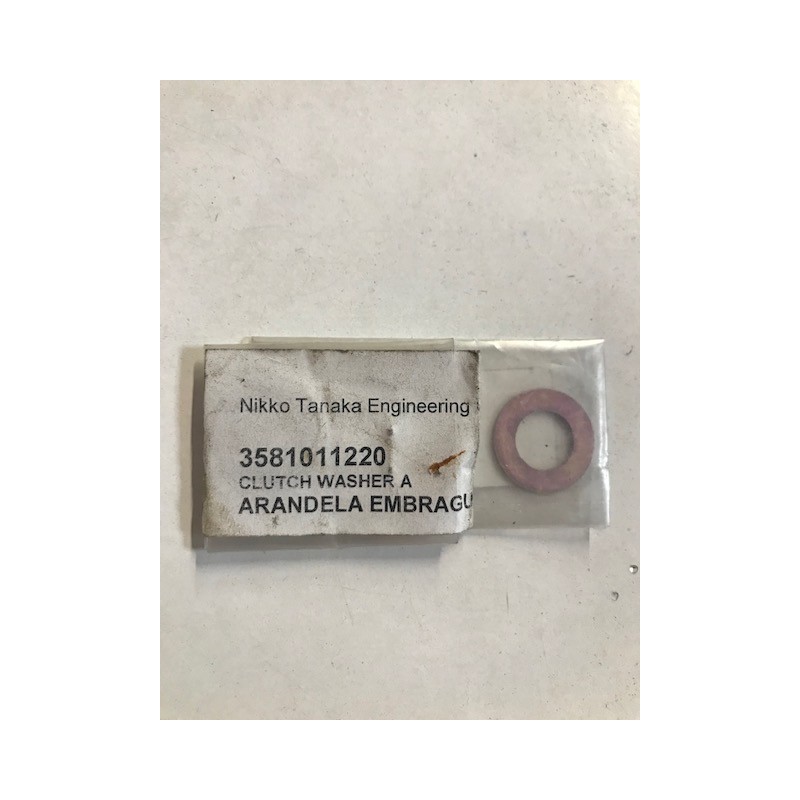 Nikko Tanaka Engineering
3581011220
CLUTCH WASHER A
ARANDELA EMBRAGU